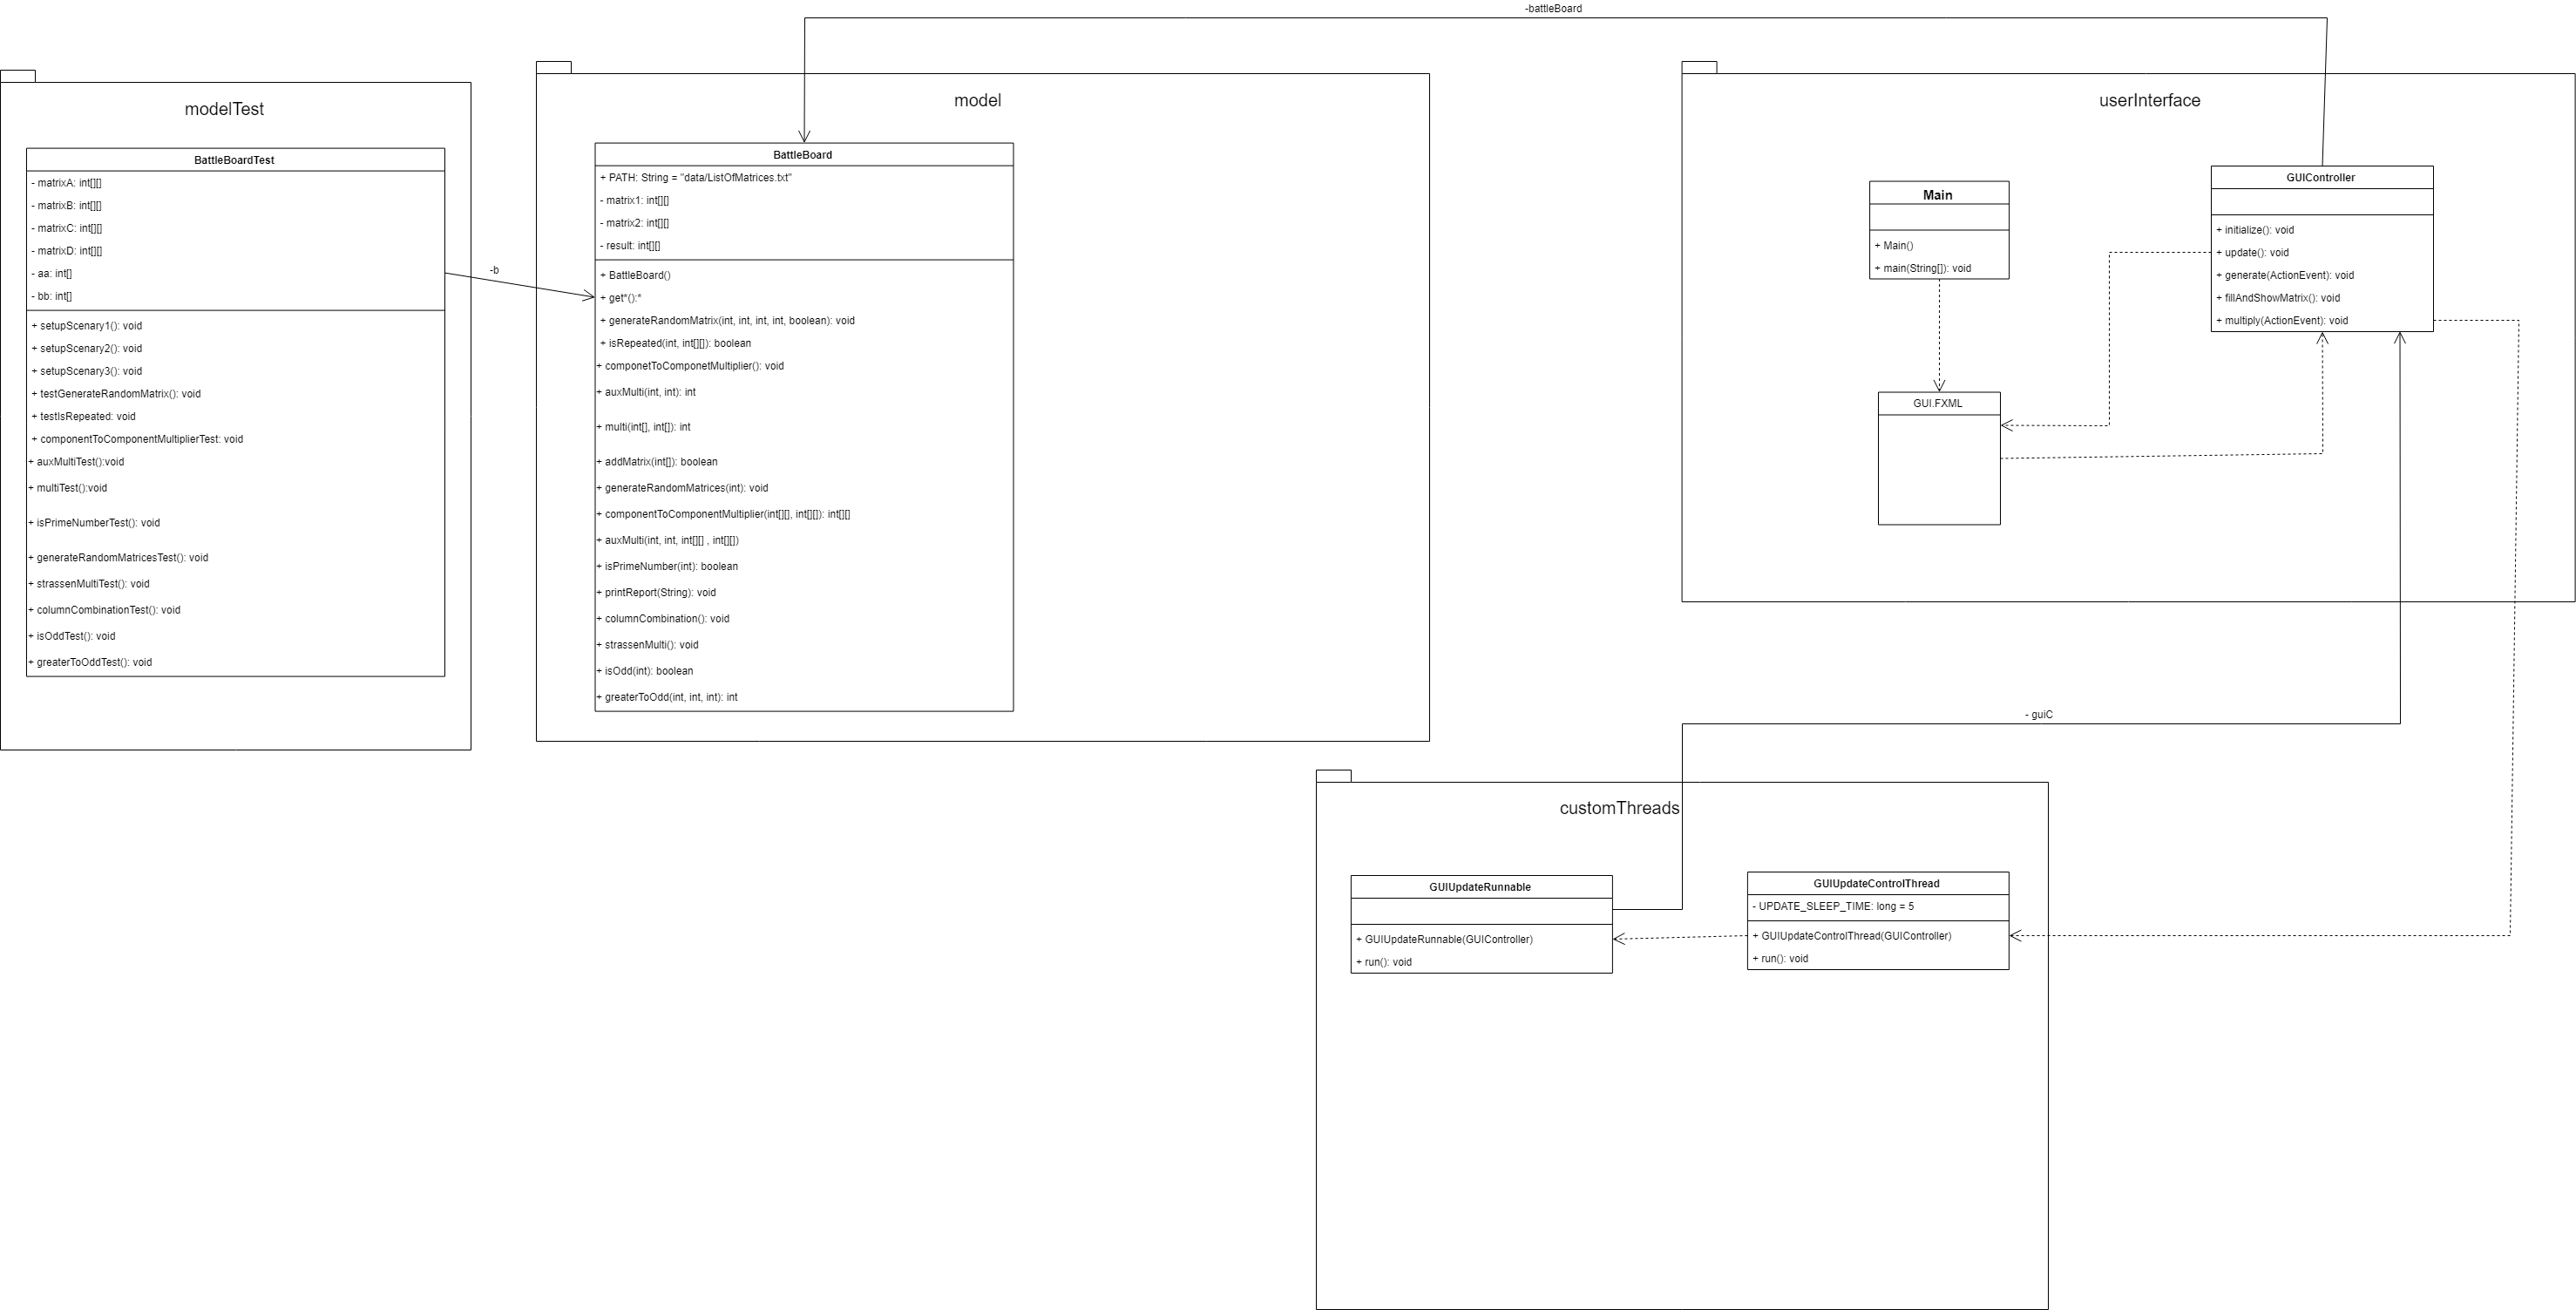 -battleBoard
modelTest
BattleBoardTest
- matrixA: int[][]
- matrixB: int[][]
- matrixC: int[][]
- matrixD: int[][]
- aa: int[]
- bb: int[]
+ setupScenary1(): void
+ setupScenary2(): void
+ setupScenary3(): void
+ testGenerateRandomMatrix(): void
+ testIsRepeated: void
+ componentToComponentMultiplierTest: void
+ auxMultiTest():void
+ multiTest():void
+ isPrimeNumberTest(): void
+ generateRandomMatricesTest(): void
+ strassenMultiTest(): void
+ columnCombinationTest(): void
+ isOddTest(): void
+ greaterToOddTest(): void
-b
model
BattleBoard
+ PATH: String = "data/ListOfMatrices.txt"
- matrix1: int[][]
- matrix2: int[][]
- result: int[][]
+ BattleBoard()
+ get*():*
+ generateRandomMatrix(int, int, int, int, boolean): void
+ isRepeated(int, int[][]): boolean
+ componetToComponetMultiplier(): void
+ auxMulti(int, int): int
+ multi(int[], int[]): int
+ addMatrix(int[]): boolean
+ generateRandomMatrices(int): void
+ componentToComponentMultiplier(int[][], int[][]): int[][]
+ auxMulti(int, int, int[][] , int[][])
+ isPrimeNumber(int): boolean
+ printReport(String): void
+ columnCombination(): void
+ strassenMulti(): void
+ isOdd(int): boolean
+ greaterToOdd(int, int, int): int
userInterface
Main
+ Main()
+ main(String[]): void
GUI.FXML
GUIController
+ initialize(): void
+ update(): void
+ generate(ActionEvent): void
+ fillAndShowMatrix(): void
+ multiply(ActionEvent): void
- guiC
customThreads
GUIUpdateRunnable
+ GUIUpdateRunnable(GUIController)
+ run(): void
GUIUpdateControlThread
- UPDATE_SLEEP_TIME: long = 5
+ GUIUpdateControlThread(GUIController)
+ run(): void